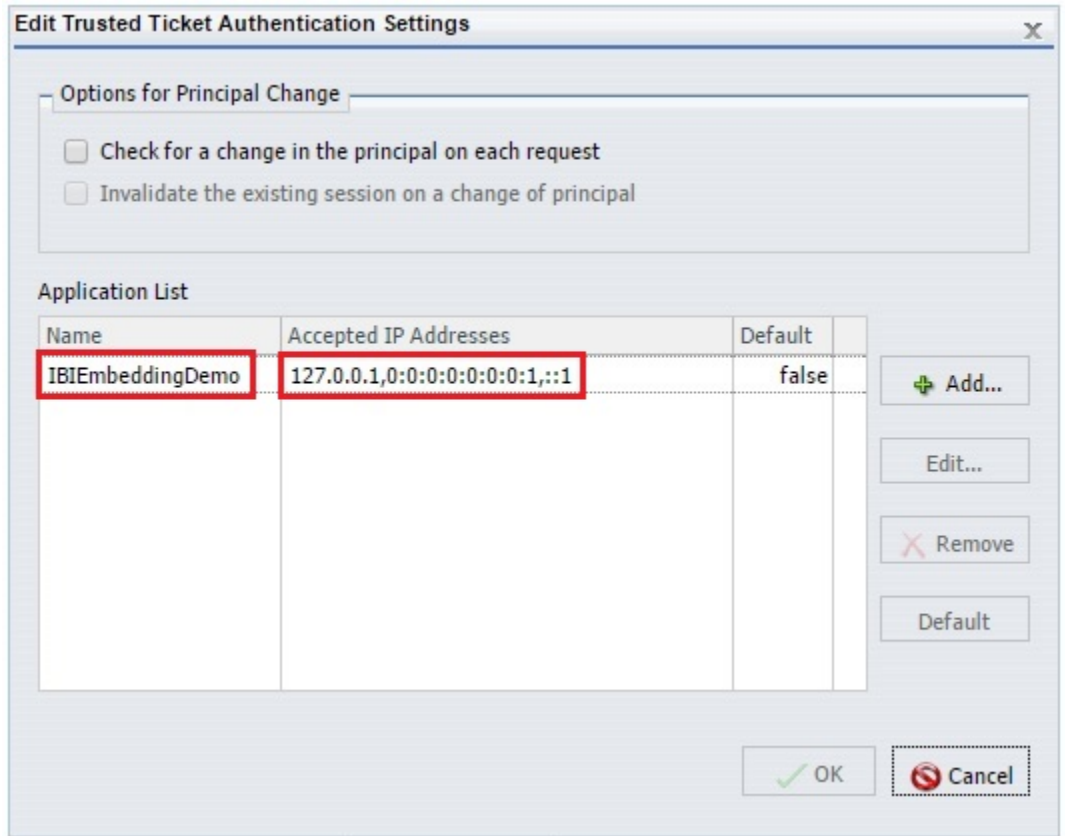 Edit Trusted Ticket Authentication Settings
x
Options for Principal Change
Check for a change in the principal on each request
Invalidate the existing session on a change of principal
Application List
Name Accepted IP Addresses Default
IBIEmbeddingDemo 127.0.0.1,0:0:0:0:0:0:0:1,::1 false
Add...
Edit...
Remove
Default
OK Cancel